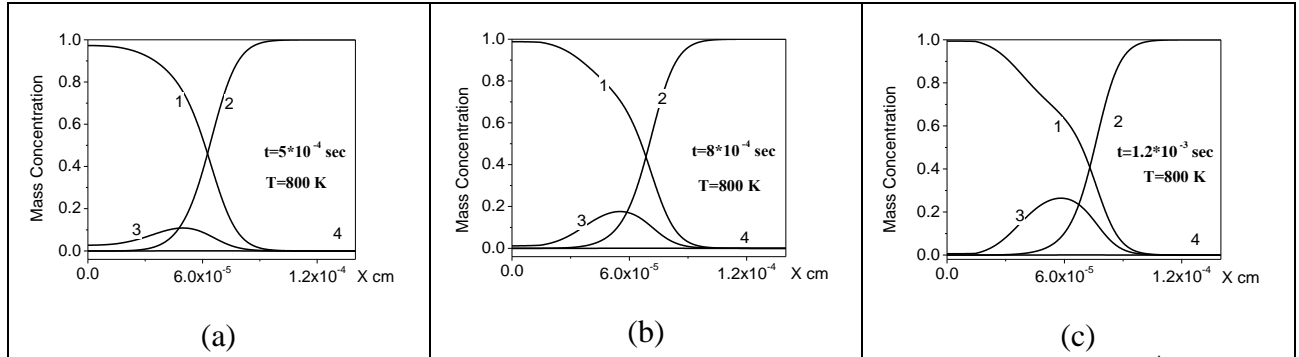 1.0
0.8
0.6
0.4
0.2
0.0
Mass Concentration
1
2
3
4
t=5*10⁻⁴ sec
T=800 K
0.0
6.0x10⁻⁵
1.2x10⁻⁴
X cm
(a)
1.0
0.8
0.6
0.4
0.2
0.0
Mass Concentration
1
2
3
4
t=8*10⁻⁴ sec
T=800 K
0.0
6.0x10⁻⁵
1.2x10⁻⁴
X cm
(b)
1.0
0.8
0.6
0.4
0.2
0.0
Mass Concentration
1
2
3
4
t=1.2*10⁻³ sec
T=800 K
0.0
6.0x10⁻⁵
1.2x10⁻⁴
X cm
(c)